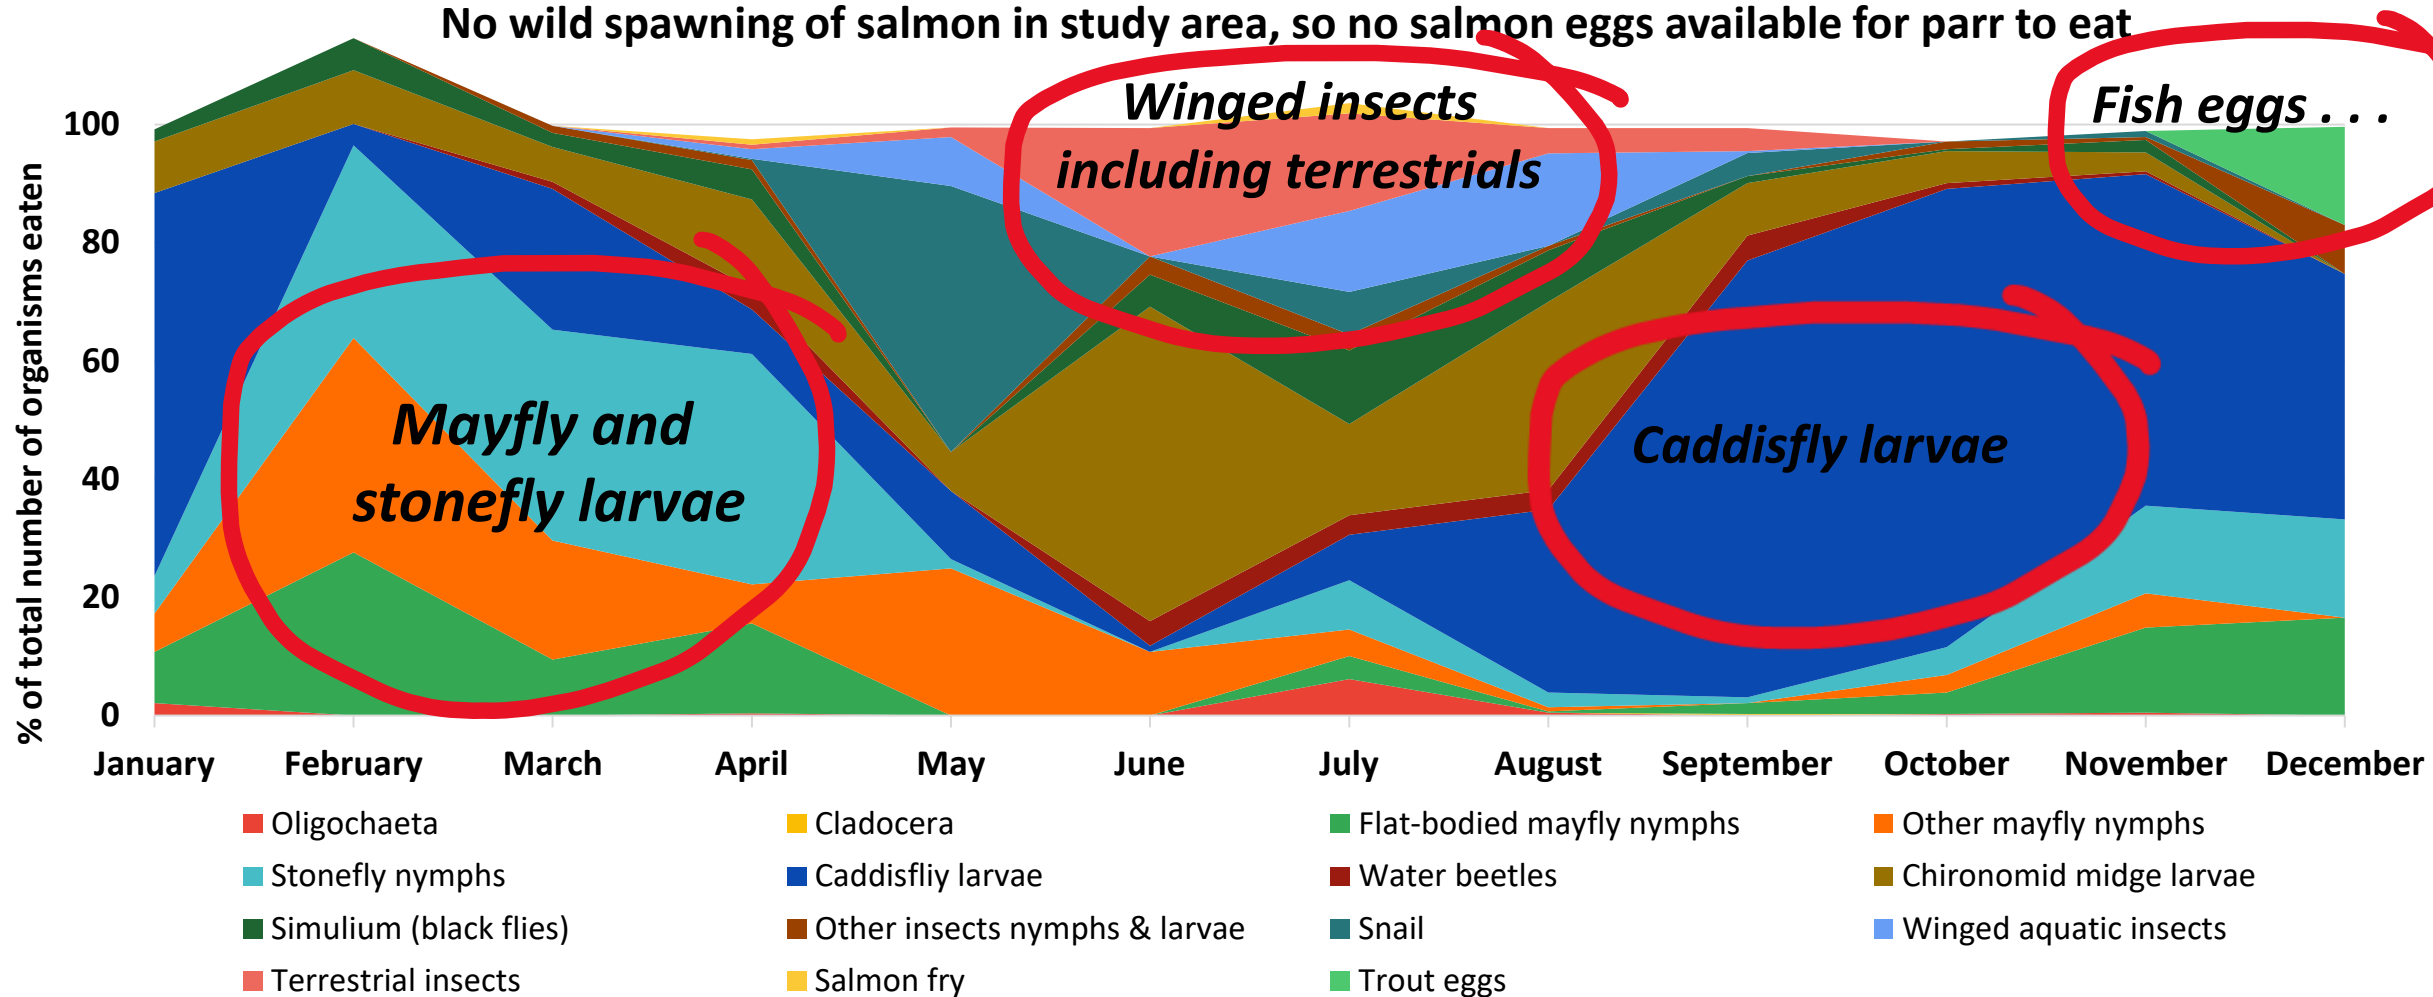 No wild spawning of salmon in study area, so no salmon eggs available for parr to eat
Winged insects
including terrestrials
Fish eggs . . .
Mayfly and
stonefly larvae
Caddisfly larvae
% of total number of organisms eaten
100
80
60
40
20
0
January February March April May June July August September October November December
Oligochaeta Cladocera Flat-bodied mayfly nymphs Other mayfly nymphs
Stonefly nymphs Caddisfliy larvae Water beetles Chironomid midge larvae
Simulium (black flies) Other insects nymphs & larvae Snail Winged aquatic insects
Terrestrial insects Salmon fry Trout eggs